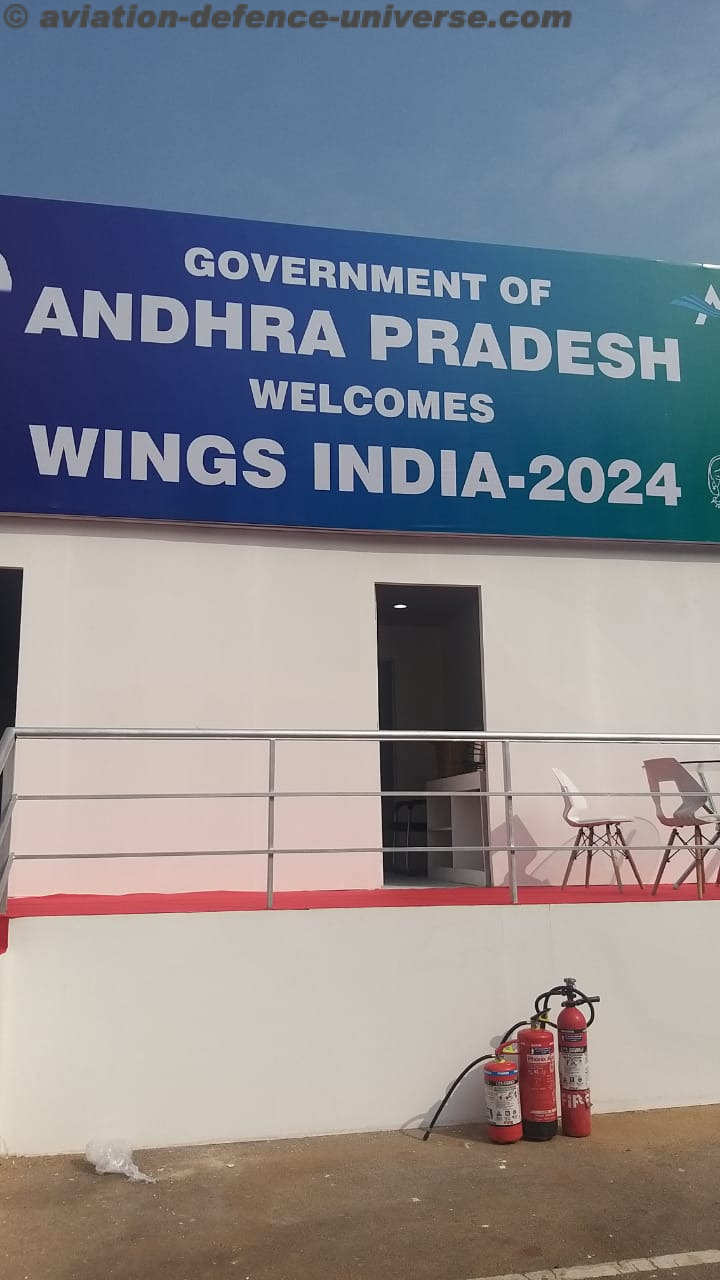 © aviation-defence-universe.com
GOVERNMENT OF
ANDHRA PRADESH
WELCOMES
WINGS INDIA-2024
FIRE